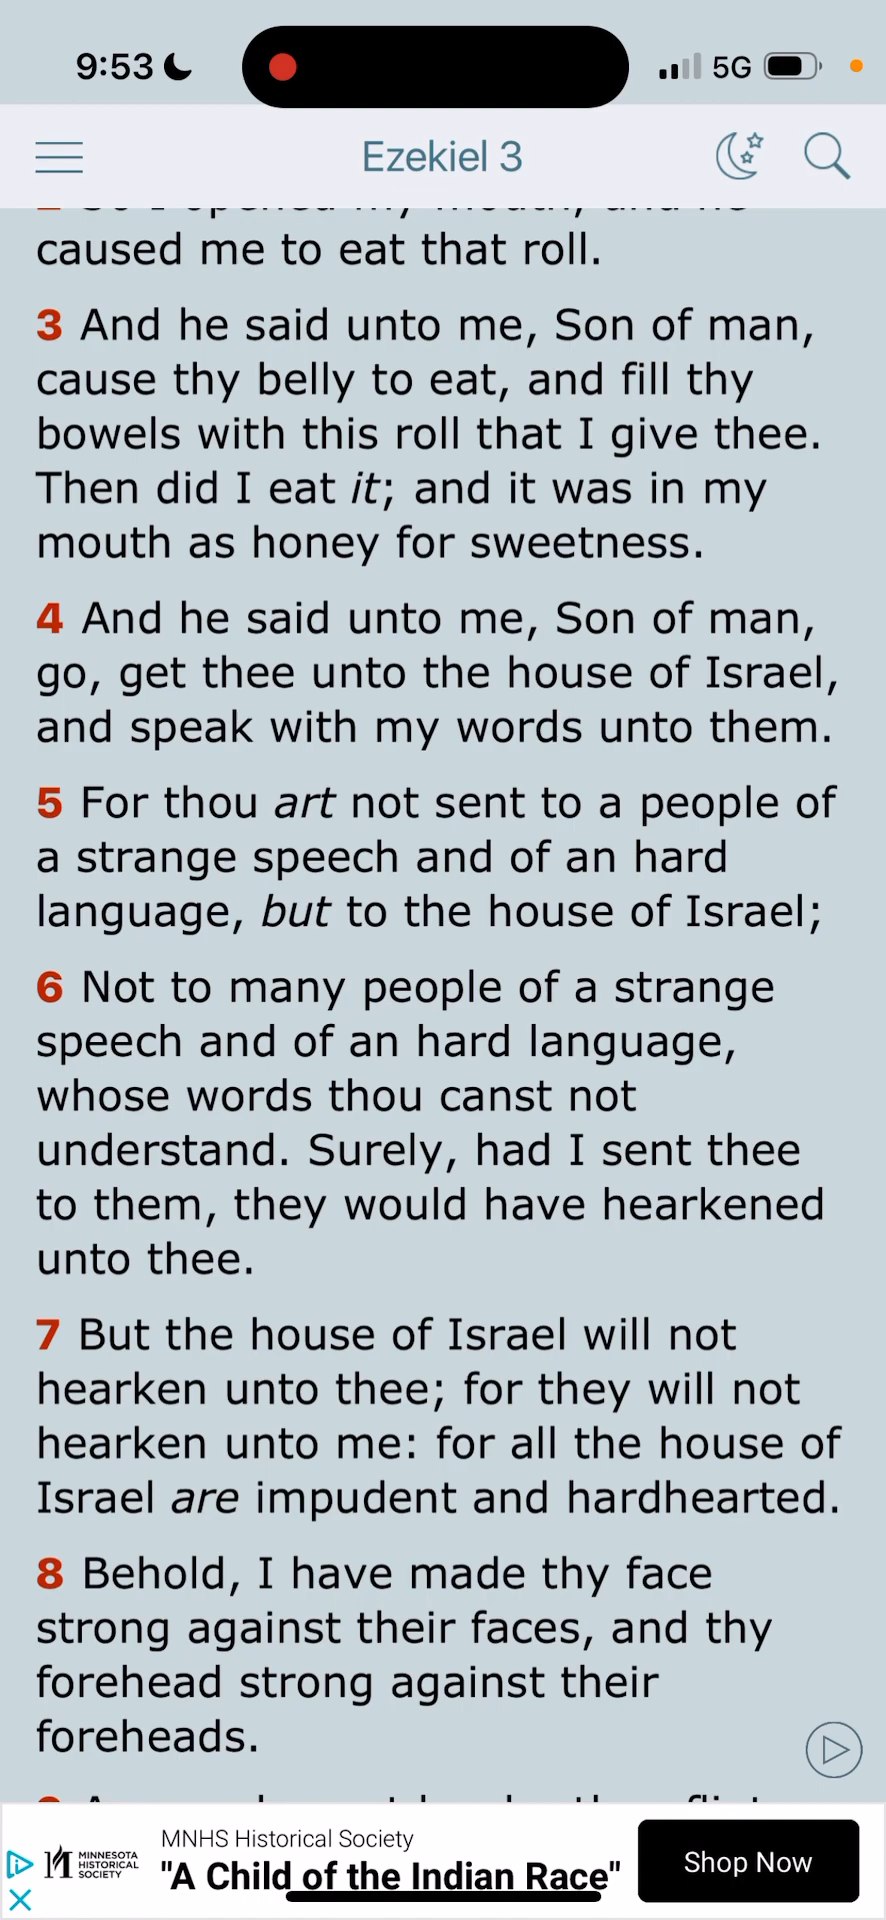 9:53
5G
Ezekiel 3
caused me to eat that roll.
3 And he said unto me, Son of man,
cause thy belly to eat, and fill thy
bowels with this roll that I give thee.
Then did I eat it; and it was in my
mouth as honey for sweetness.
4 And he said unto me, Son of man,
go, get thee unto the house of Israel,
and speak with my words unto them.
5 For thou art not sent to a people of
a strange speech and of an hard
language, but to the house of Israel;
6 Not to many people of a strange
speech and of an hard language,
whose words thou canst not
understand. Surely, had I sent thee
to them, they would have hearkened
unto thee.
7 But the house of Israel will not
hearken unto thee; for they will not
hearken unto me: for all the house of
Israel are impudent and hardhearted.
8 Behold, I have made thy face
strong against their faces, and thy
forehead strong against their
foreheads.
MINNESOTA
HISTORICAL
SOCIETY
MNHS Historical Society
"A Child of the Indian Race"
Shop Now